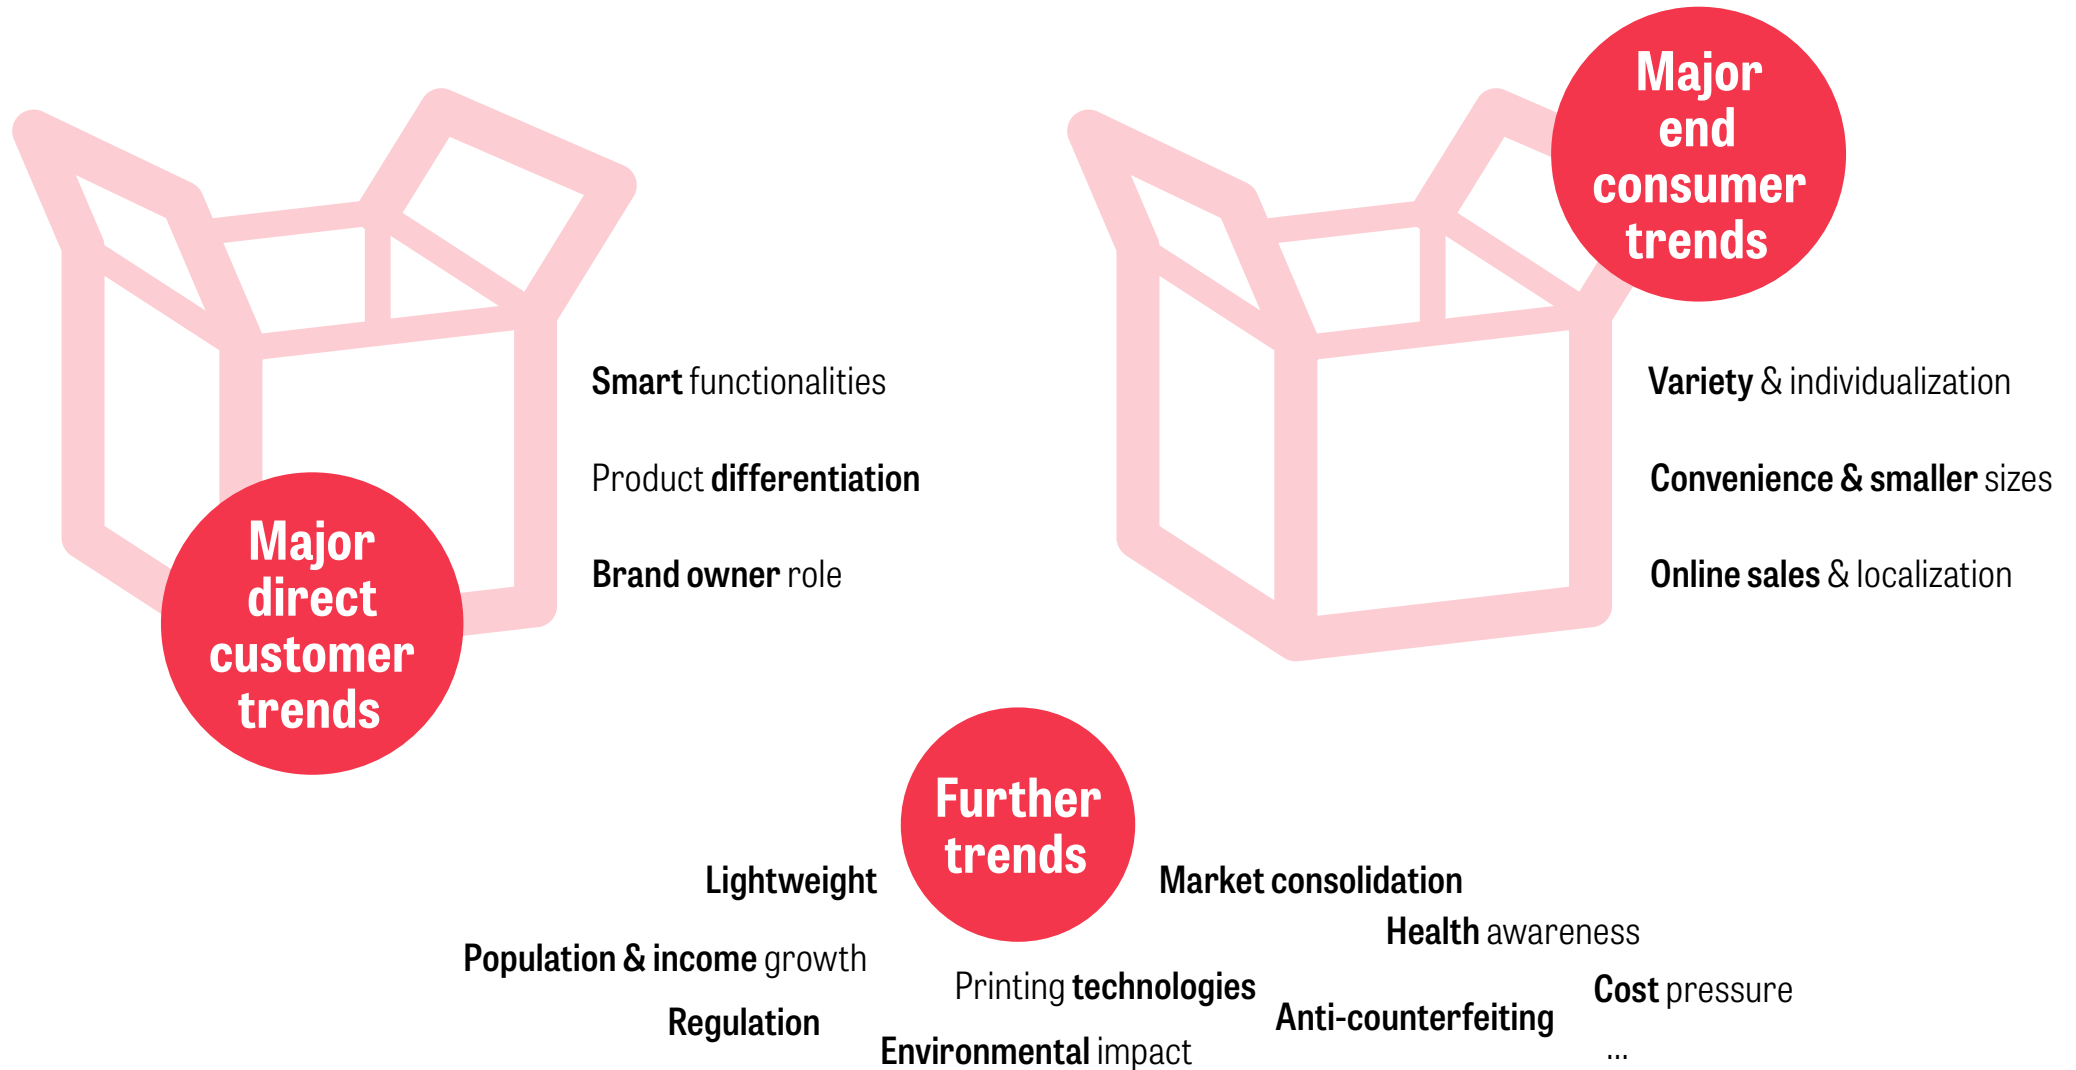 Major
end
consumer
trends
Smart functionalities
Product differentiation
Brand owner role
Variety & individualization
Convenience & smaller sizes
Online sales & localization
Major
direct
customer
trends
Further
trends
Lightweight
Market consolidation
Health awareness
Population & income growth
Printing technologies
Cost pressure
Regulation
Anti-counterfeiting
Environmental impact
...